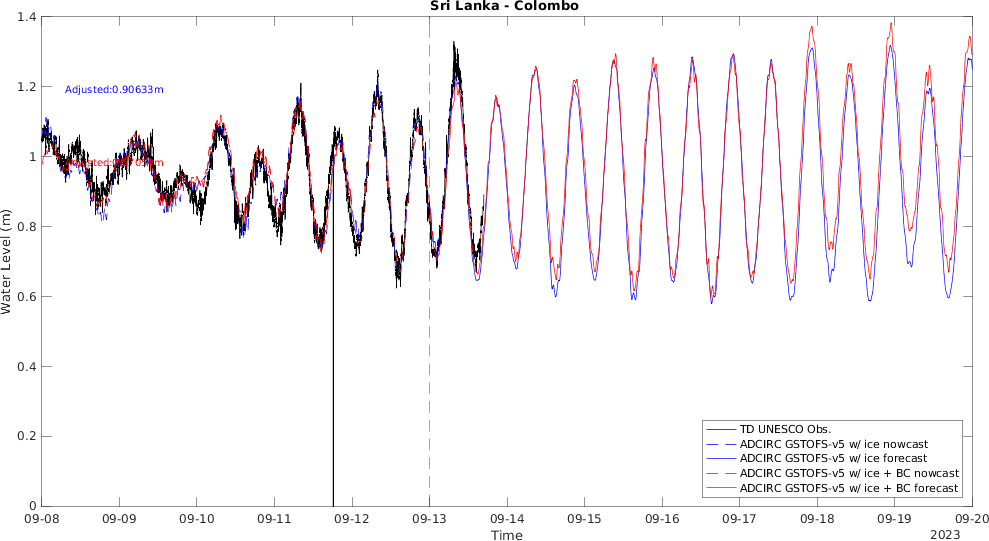 Sri Lanka - Colombo
1.4
1.2
1
0.8
0.6
0.4
0.2
0
Water Level (m)
Adjusted:0.90633m
TD UNESCO Obs.
ADCIRC GSTOFS-v5 w/ ice nowcast
ADCIRC GSTOFS-v5 w/ ice forecast
ADCIRC GSTOFS-v5 w/ ice + BC nowcast
ADCIRC GSTOFS-v5 w/ ice + BC forecast
09-08 09-09 09-10 09-11 09-12 09-13 09-14 09-15 09-16 09-17 09-18 09-19 09-20
Time
2023